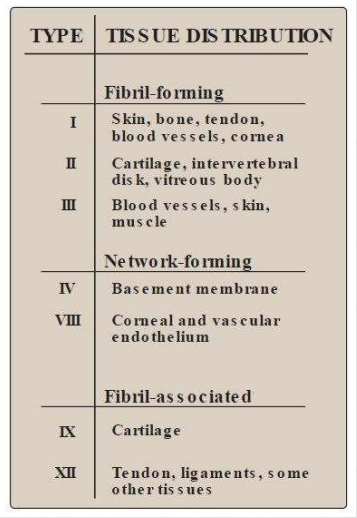 TYPE TISSUE DISTRIBUTION
Fibril-forming
I Skin, bone, tendon,
blood vessels, cornea
II Cartilage, intervertebral
disk, vitreous body
III Blood vessels, skin,
muscle
Network-forming
IV Basement membrane
VIII Corneal and vascular
endothelium
Fibril-associated
IX Cartilage
XII Tendon, ligaments, some
other tissues